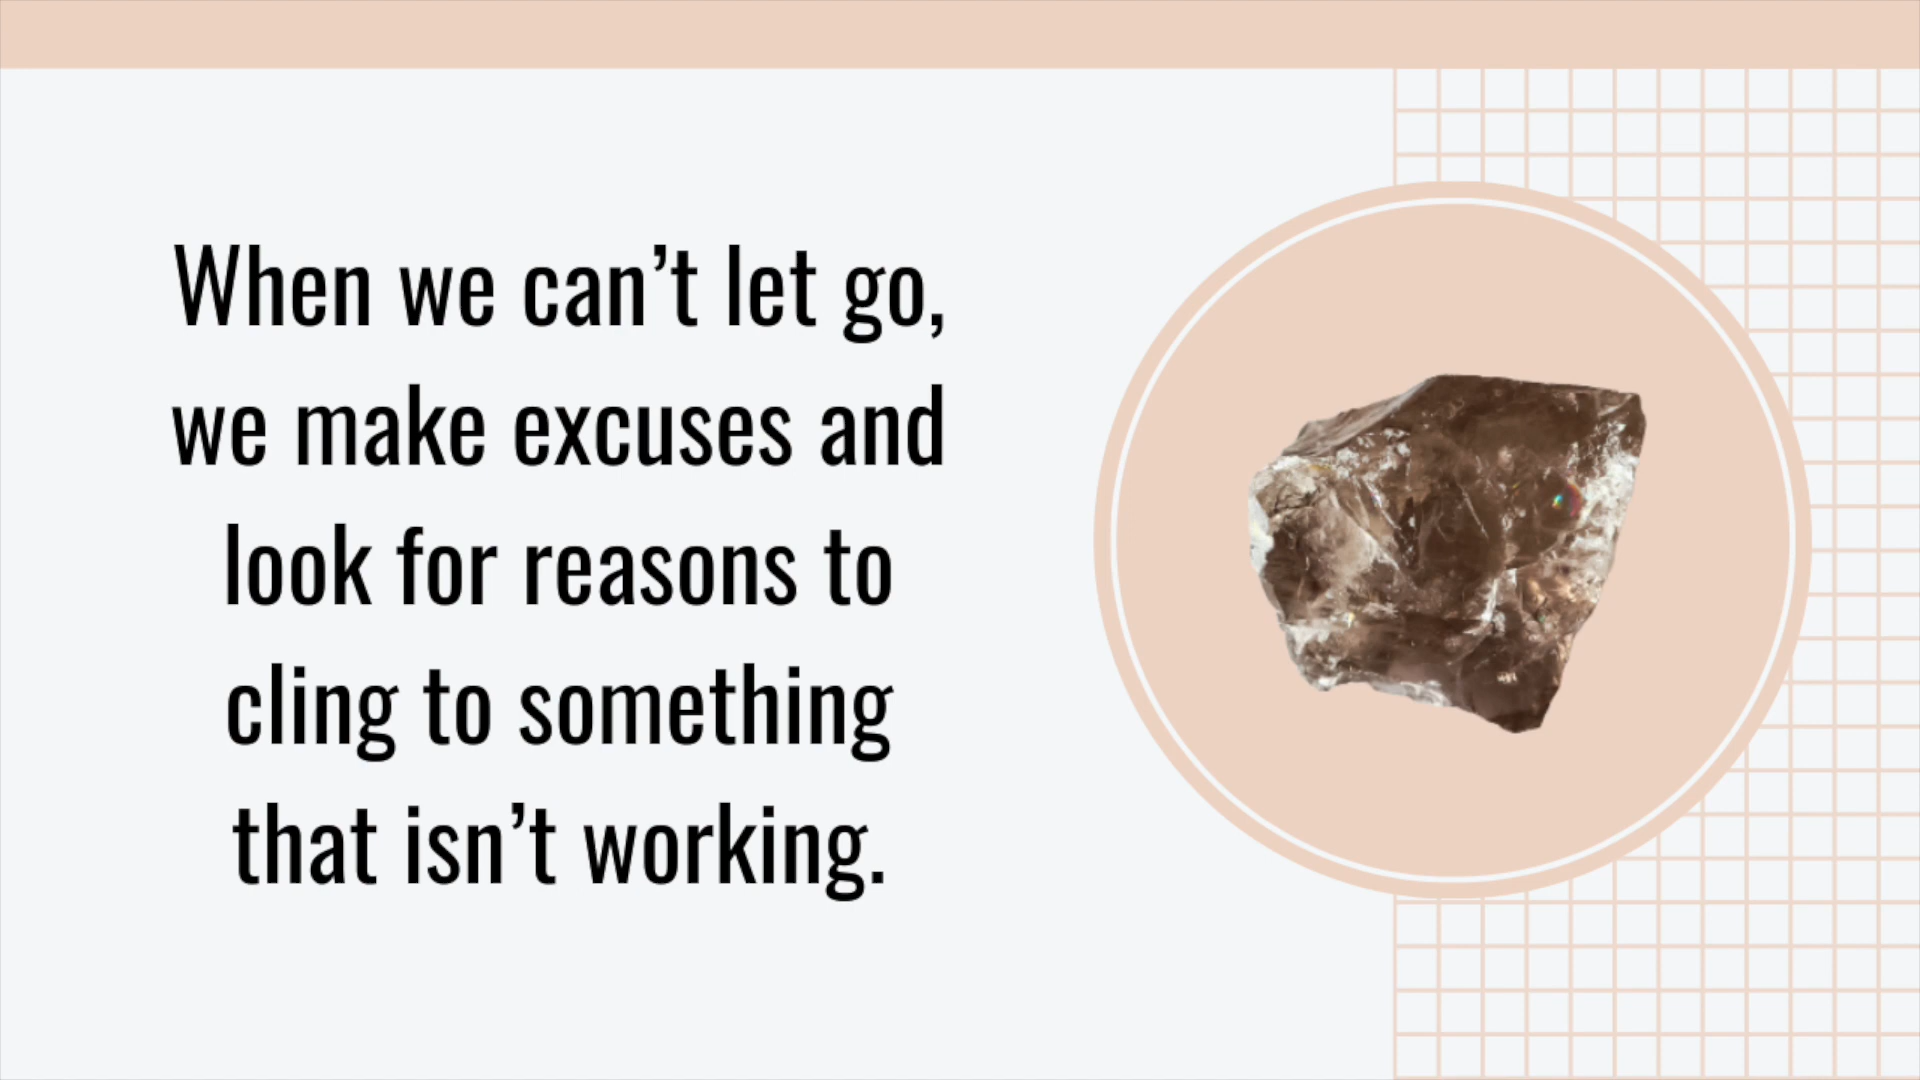 When we can’t let go,
we make excuses and
look for reasons to
cling to something
that isn’t working.